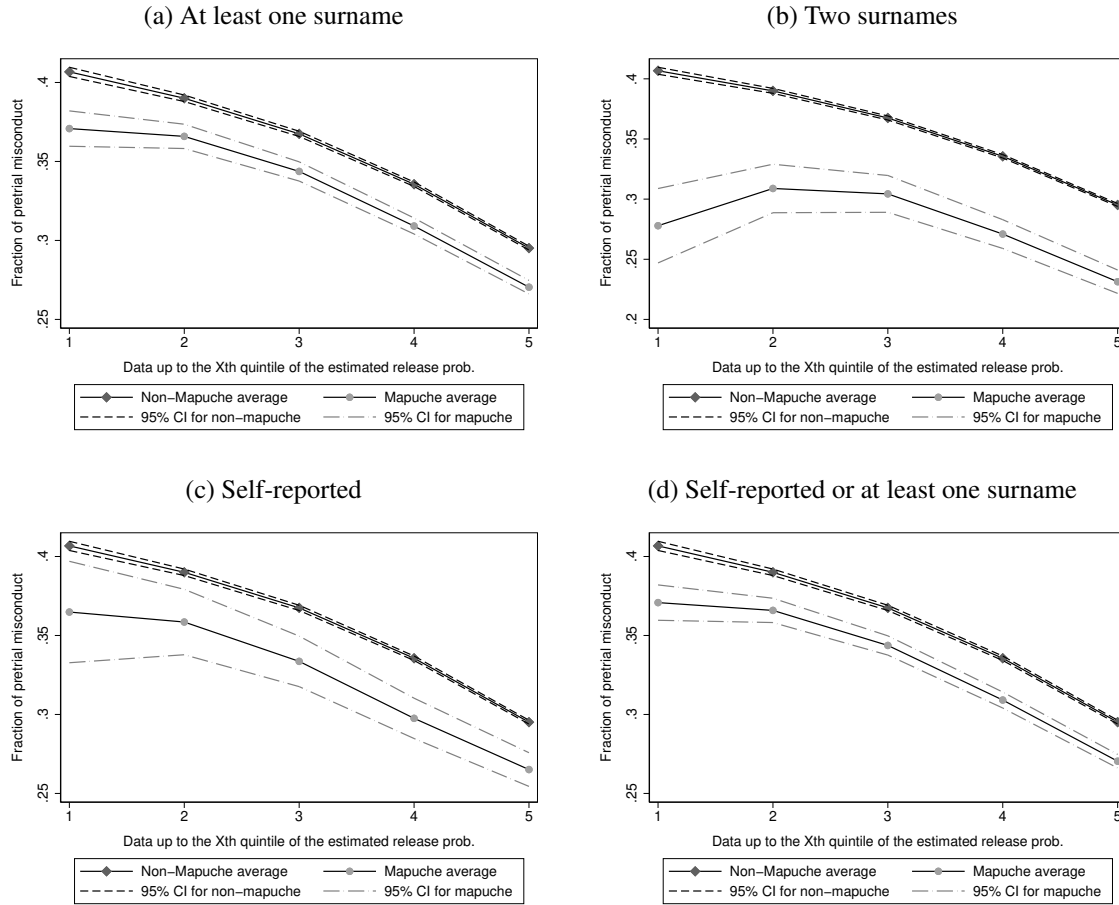 (a) At least one surname
Fraction of pretrial misconduct
.4
.35
.3
.25
1 2 3 4 5
Data up to the Xth quintile of the estimated release prob.
Non−Mapuche average Mapuche average
95% CI for non−mapuche 95% CI for mapuche
(b) Two surnames
Fraction of pretrial misconduct
.4
.35
.3
.25
.2
1 2 3 4 5
Data up to the Xth quintile of the estimated release prob.
Non−Mapuche average Mapuche average
95% CI for non−mapuche 95% CI for mapuche
(c) Self-reported
Fraction of pretrial misconduct
.4
.35
.3
.25
1 2 3 4 5
Data up to the Xth quintile of the estimated release prob.
Non−Mapuche average Mapuche average
95% CI for non−mapuche 95% CI for mapuche
(d) Self-reported or at least one surname
Fraction of pretrial misconduct
.4
.35
.3
.25
1 2 3 4 5
Data up to the Xth quintile of the estimated release prob.
Non−Mapuche average Mapuche average
95% CI for non−mapuche 95% CI for mapuche